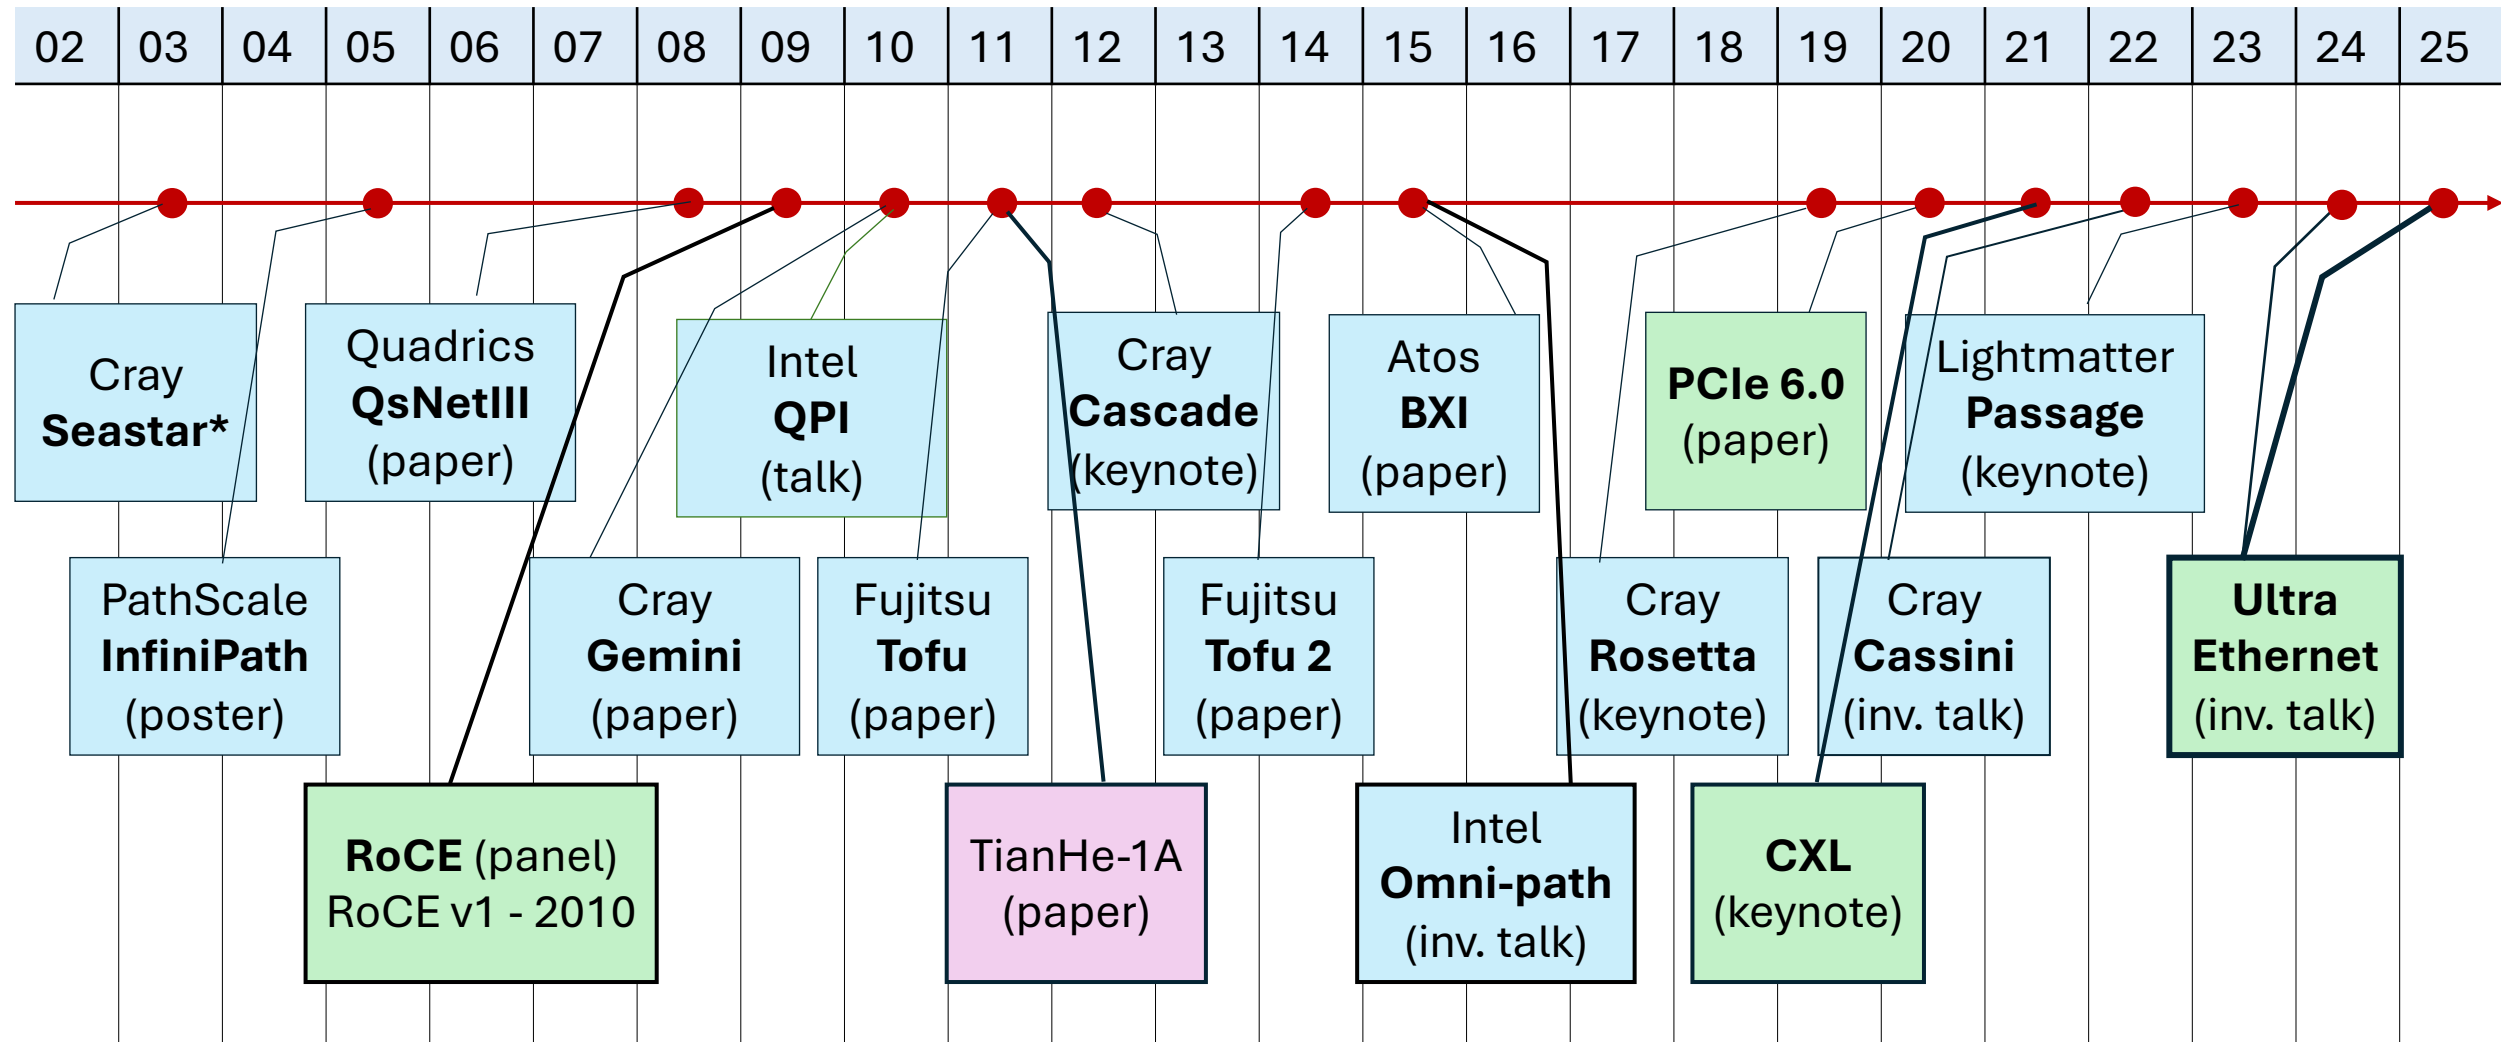 02 03 04 05 06 07 08 09 10 11 12 13 14 15 16 17 18 19 20 21 22 23 24 25
Cray
Seastar*
Quadrics
QsNetIII
(paper)
Intel
QPI
(talk)
Cray
Cascade
(keynote)
Atos
BXI
(paper)
PCIe 6.0
(paper)
Lightmatter
Passage
(keynote)
PathScale
InfiniPath
(poster)
Cray
Gemini
(paper)
Fujitsu
Tofu
(paper)
Fujitsu
Tofu 2
(paper)
Cray
Rosetta
(keynote)
Cray
Cassini
(inv. talk)
Ultra
Ethernet
(inv. talk)
RoCE (panel)
RoCE v1 - 2010
TianHe-1A
(paper)
Intel
Omni-path
(inv. talk)
CXL
(keynote)